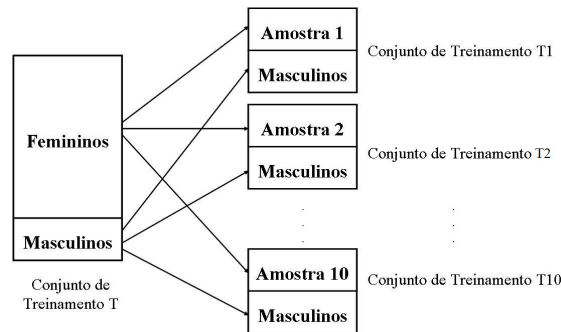 Femininos
Masculinos
Conjunto de
Treinamento T
Amostra 1
Masculinos
Conjunto de Treinamento T1
Amostra 2
Masculinos
Conjunto de Treinamento T2
Amostra 10
Masculinos
Conjunto de Treinamento T10